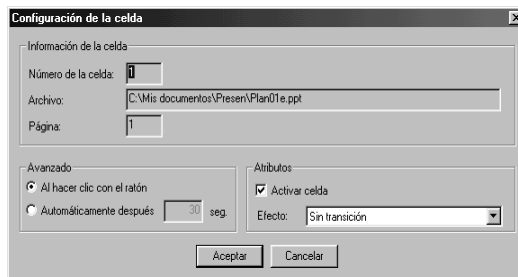 Configuración de la celda
Información de la celda
Número de la celda: 1
Archivo: C:\Mis documentos\Presen\Plan01e.ppt
Página: 1
Avanzado
Al hacer clic con el ratón
Automáticamente después 30 seg.
Atributos
Activar celda
Efecto: Sin transición
Aceptar Cancelar